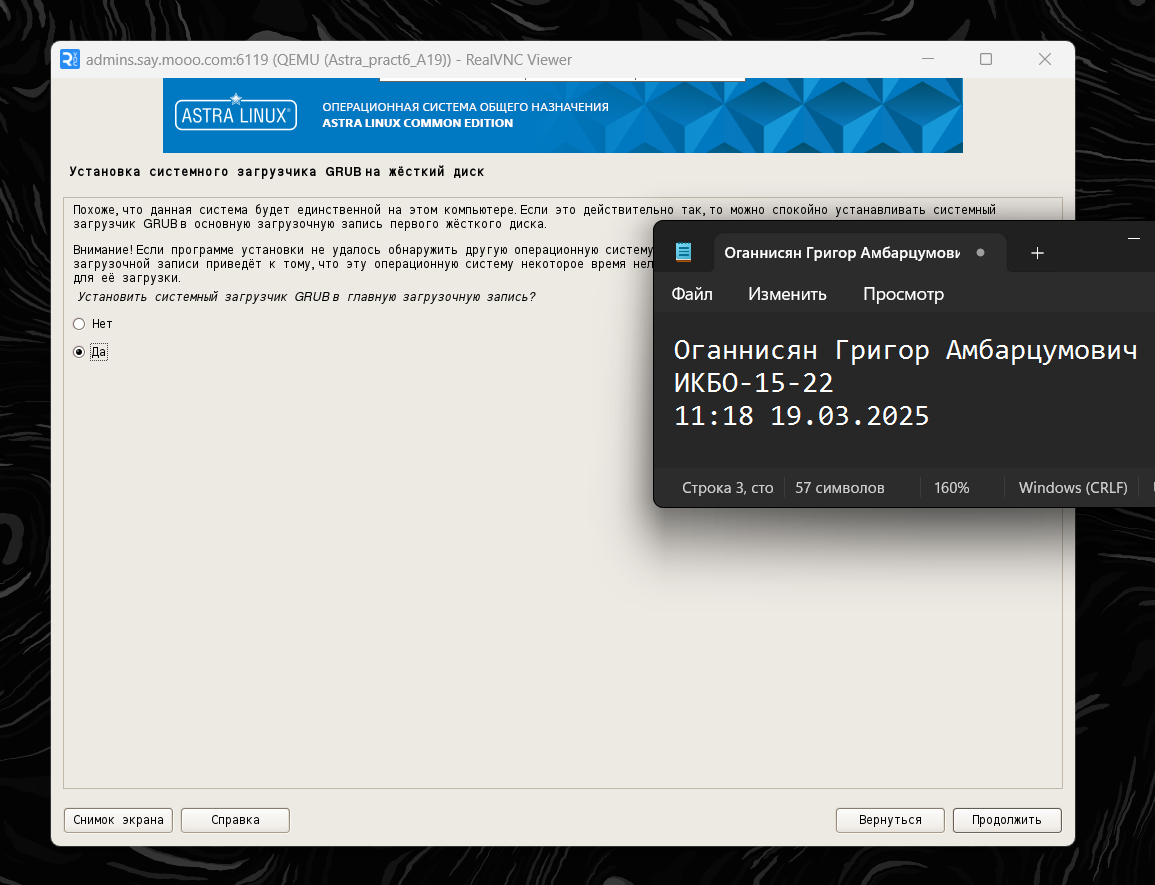 admins.say.mooo.com:6119 (QEMU (Astra_pract6_A19)) - RealVNC Viewer
ASTRA LINUX®
ОПЕРАЦИОННАЯ СИСТЕМА ОБЩЕГО НАЗНАЧЕНИЯ
ASTRA LINUX COMMON EDITION
Установка системного загрузчика GRUB на жёсткий диск
Похоже, что данная система будет единственной на этом компьютере. Если это действительно так, то можно спокойно устанавливать системный
загрузчик GRUB в основную загрузочную запись первого жёсткого диска.
Внимание! Если программе установки не удалось обнаружить другую операционную систему
загрузочной записи приведёт к тому, что эту операционную систему некоторое время нел
для её загрузки.
Установить системный загрузчик GRUB в главную загрузочную запись?
Нет
Да
Оганнисян Григор Амбарцумови
Файл Изменить Просмотр
Оганнисян Григор Амбарцумович
ИКБО-15-22
11:18 19.03.2025
Строка 3, сто 57 символов 160% Windows (CRLF)
Снимок экрана Справка Вернуться Продолжить